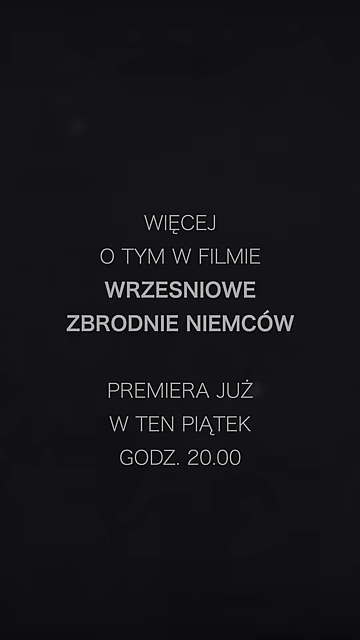 WIĘCEJ
O TYM W FILMIE
WRZESNIOWE
ZBRODNIE NIEMCÓW
PREMIERA JUŻ
W TEN PIĄTEK
GODZ. 20.00